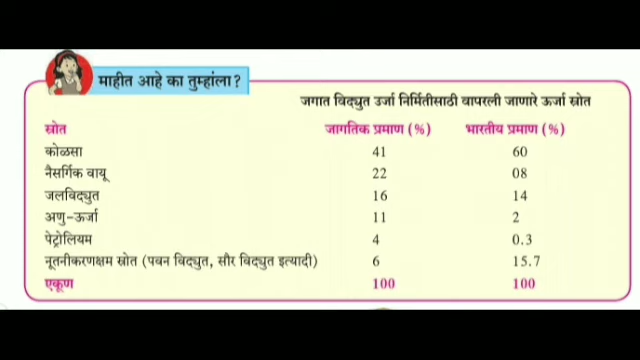 माहीत आहे का तुम्हांला?
जगात विद्युत उर्जा निर्मितीसाठी वापरली जाणारे ऊर्जा स्रोत
स्रोत जागतिक प्रमाण (%) भारतीय प्रमाण (%)
कोळसा 41 60
नैसर्गिक वायू 22 08
जलविद्युत 16 14
अणु-ऊर्जा 11 2
पेट्रोलियम 4 0.3
नूतनीकरणक्षम स्रोत (पवन विद्युत, सौर विद्युत इत्यादी) 6 15.7
एकूण 100 100